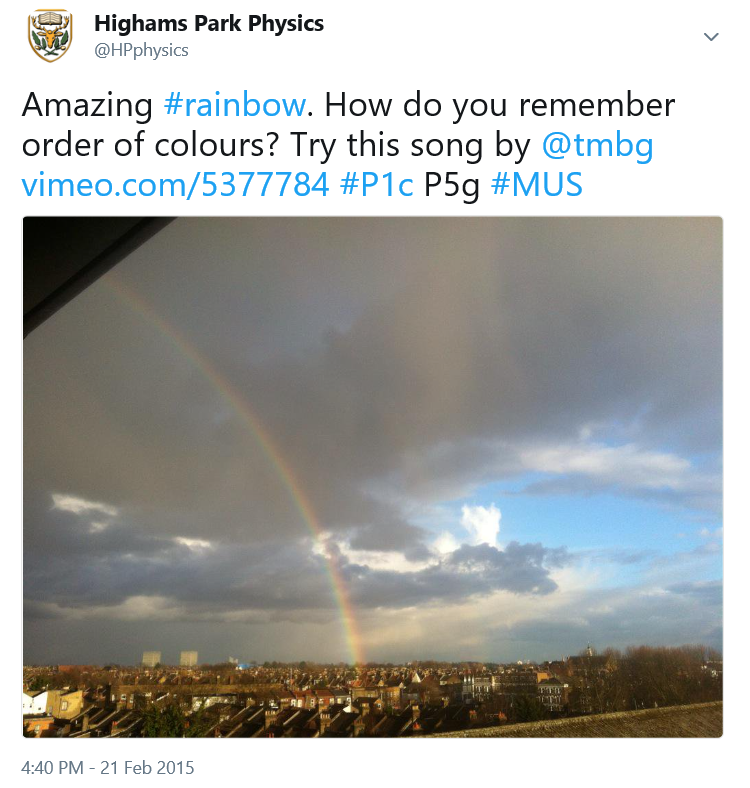 Highams Park Physics
@HPphysics
Amazing #rainbow. How do you remember
order of colours? Try this song by @tmbg
vimeo.com/5377784 #P1c P5g #MUS
4:40 PM - 21 Feb 2015